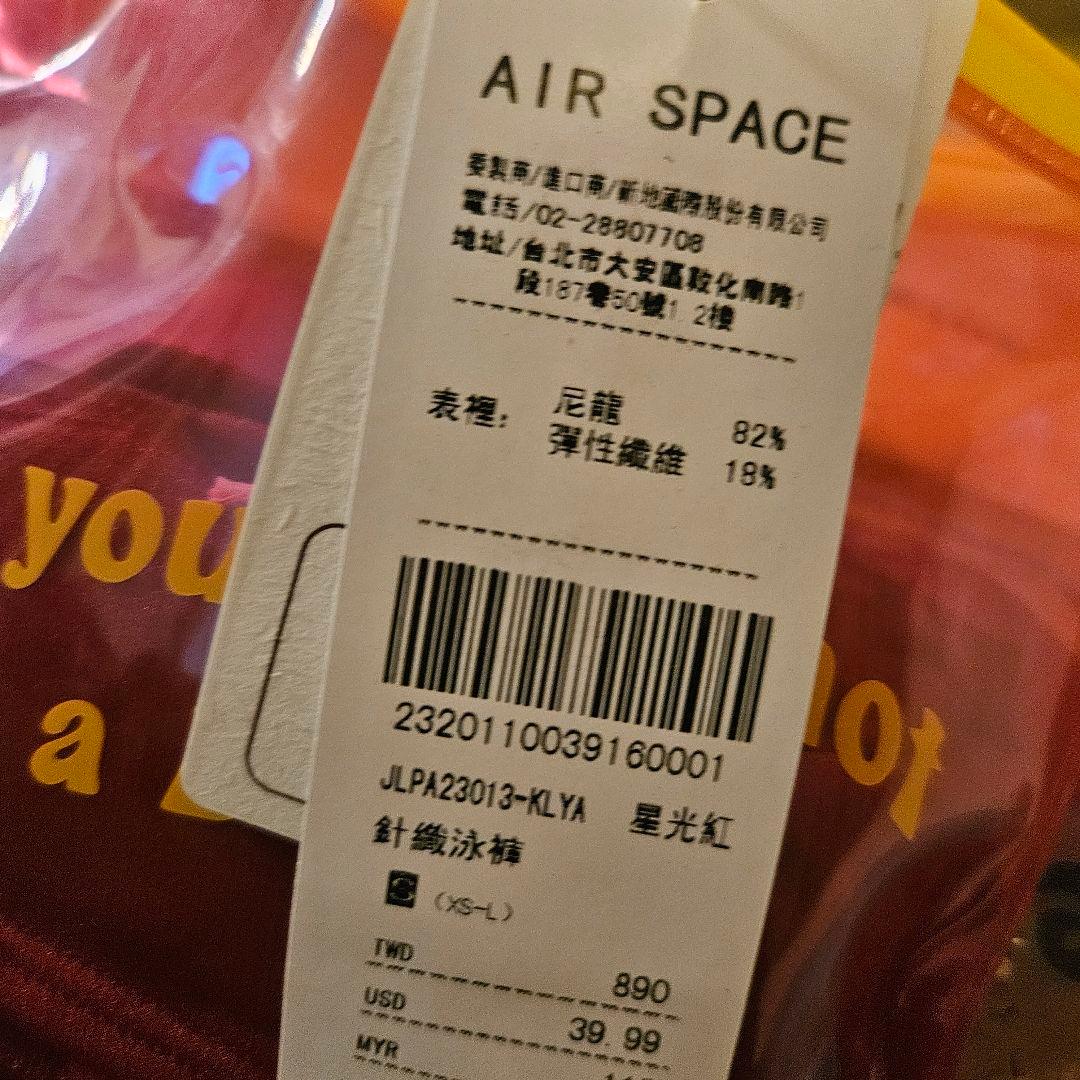 AIR SPACE
委製商/進口商/新地國際股份有限公司
電話/02-28807708
地址/台北市大安區敦化南路1
段187巷50號1.2樓
表裡: 尼龍 82%
彈性纖維 18%
2320110039160001
JLPA23013-KLYA 星光紅
針織泳褲
S (XS-L)
TWD 890
USD 39.99
MYR
you
not
a